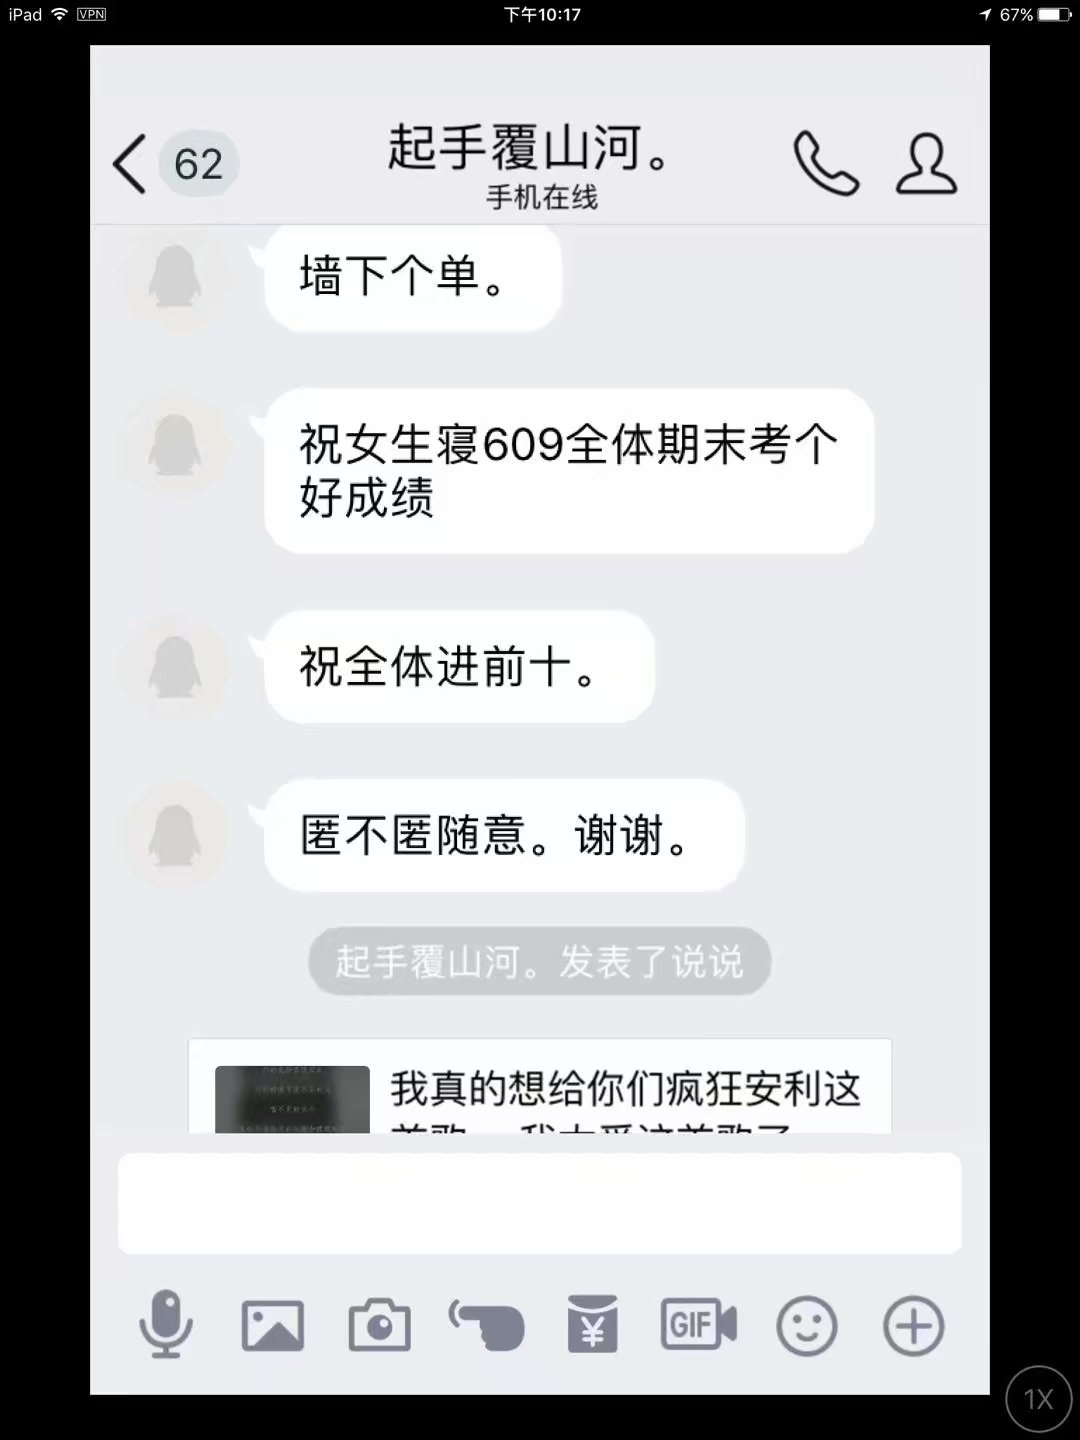 iPad VPN 下午10:17 67%
62
起手覆山河。
手机在线
墙下个单。
祝女生寝609全体期末考个
好成绩
祝全体进前十。
匿不匿随意。谢谢。
起手覆山河。发表了说说
我真的想给你们疯狂安利这
GIF
1X